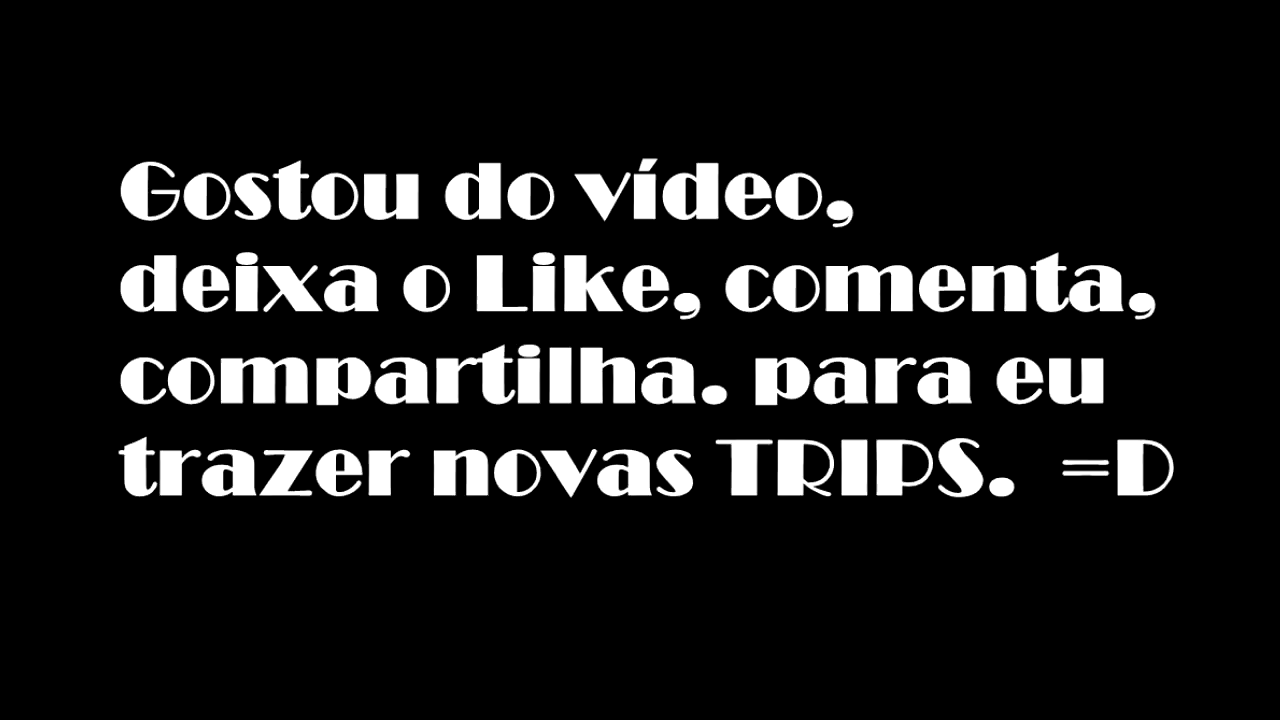 Gostou do vídeo,
deixa o Like, comenta,
compartilha. para eu
trazer novas TRIPS.  =D